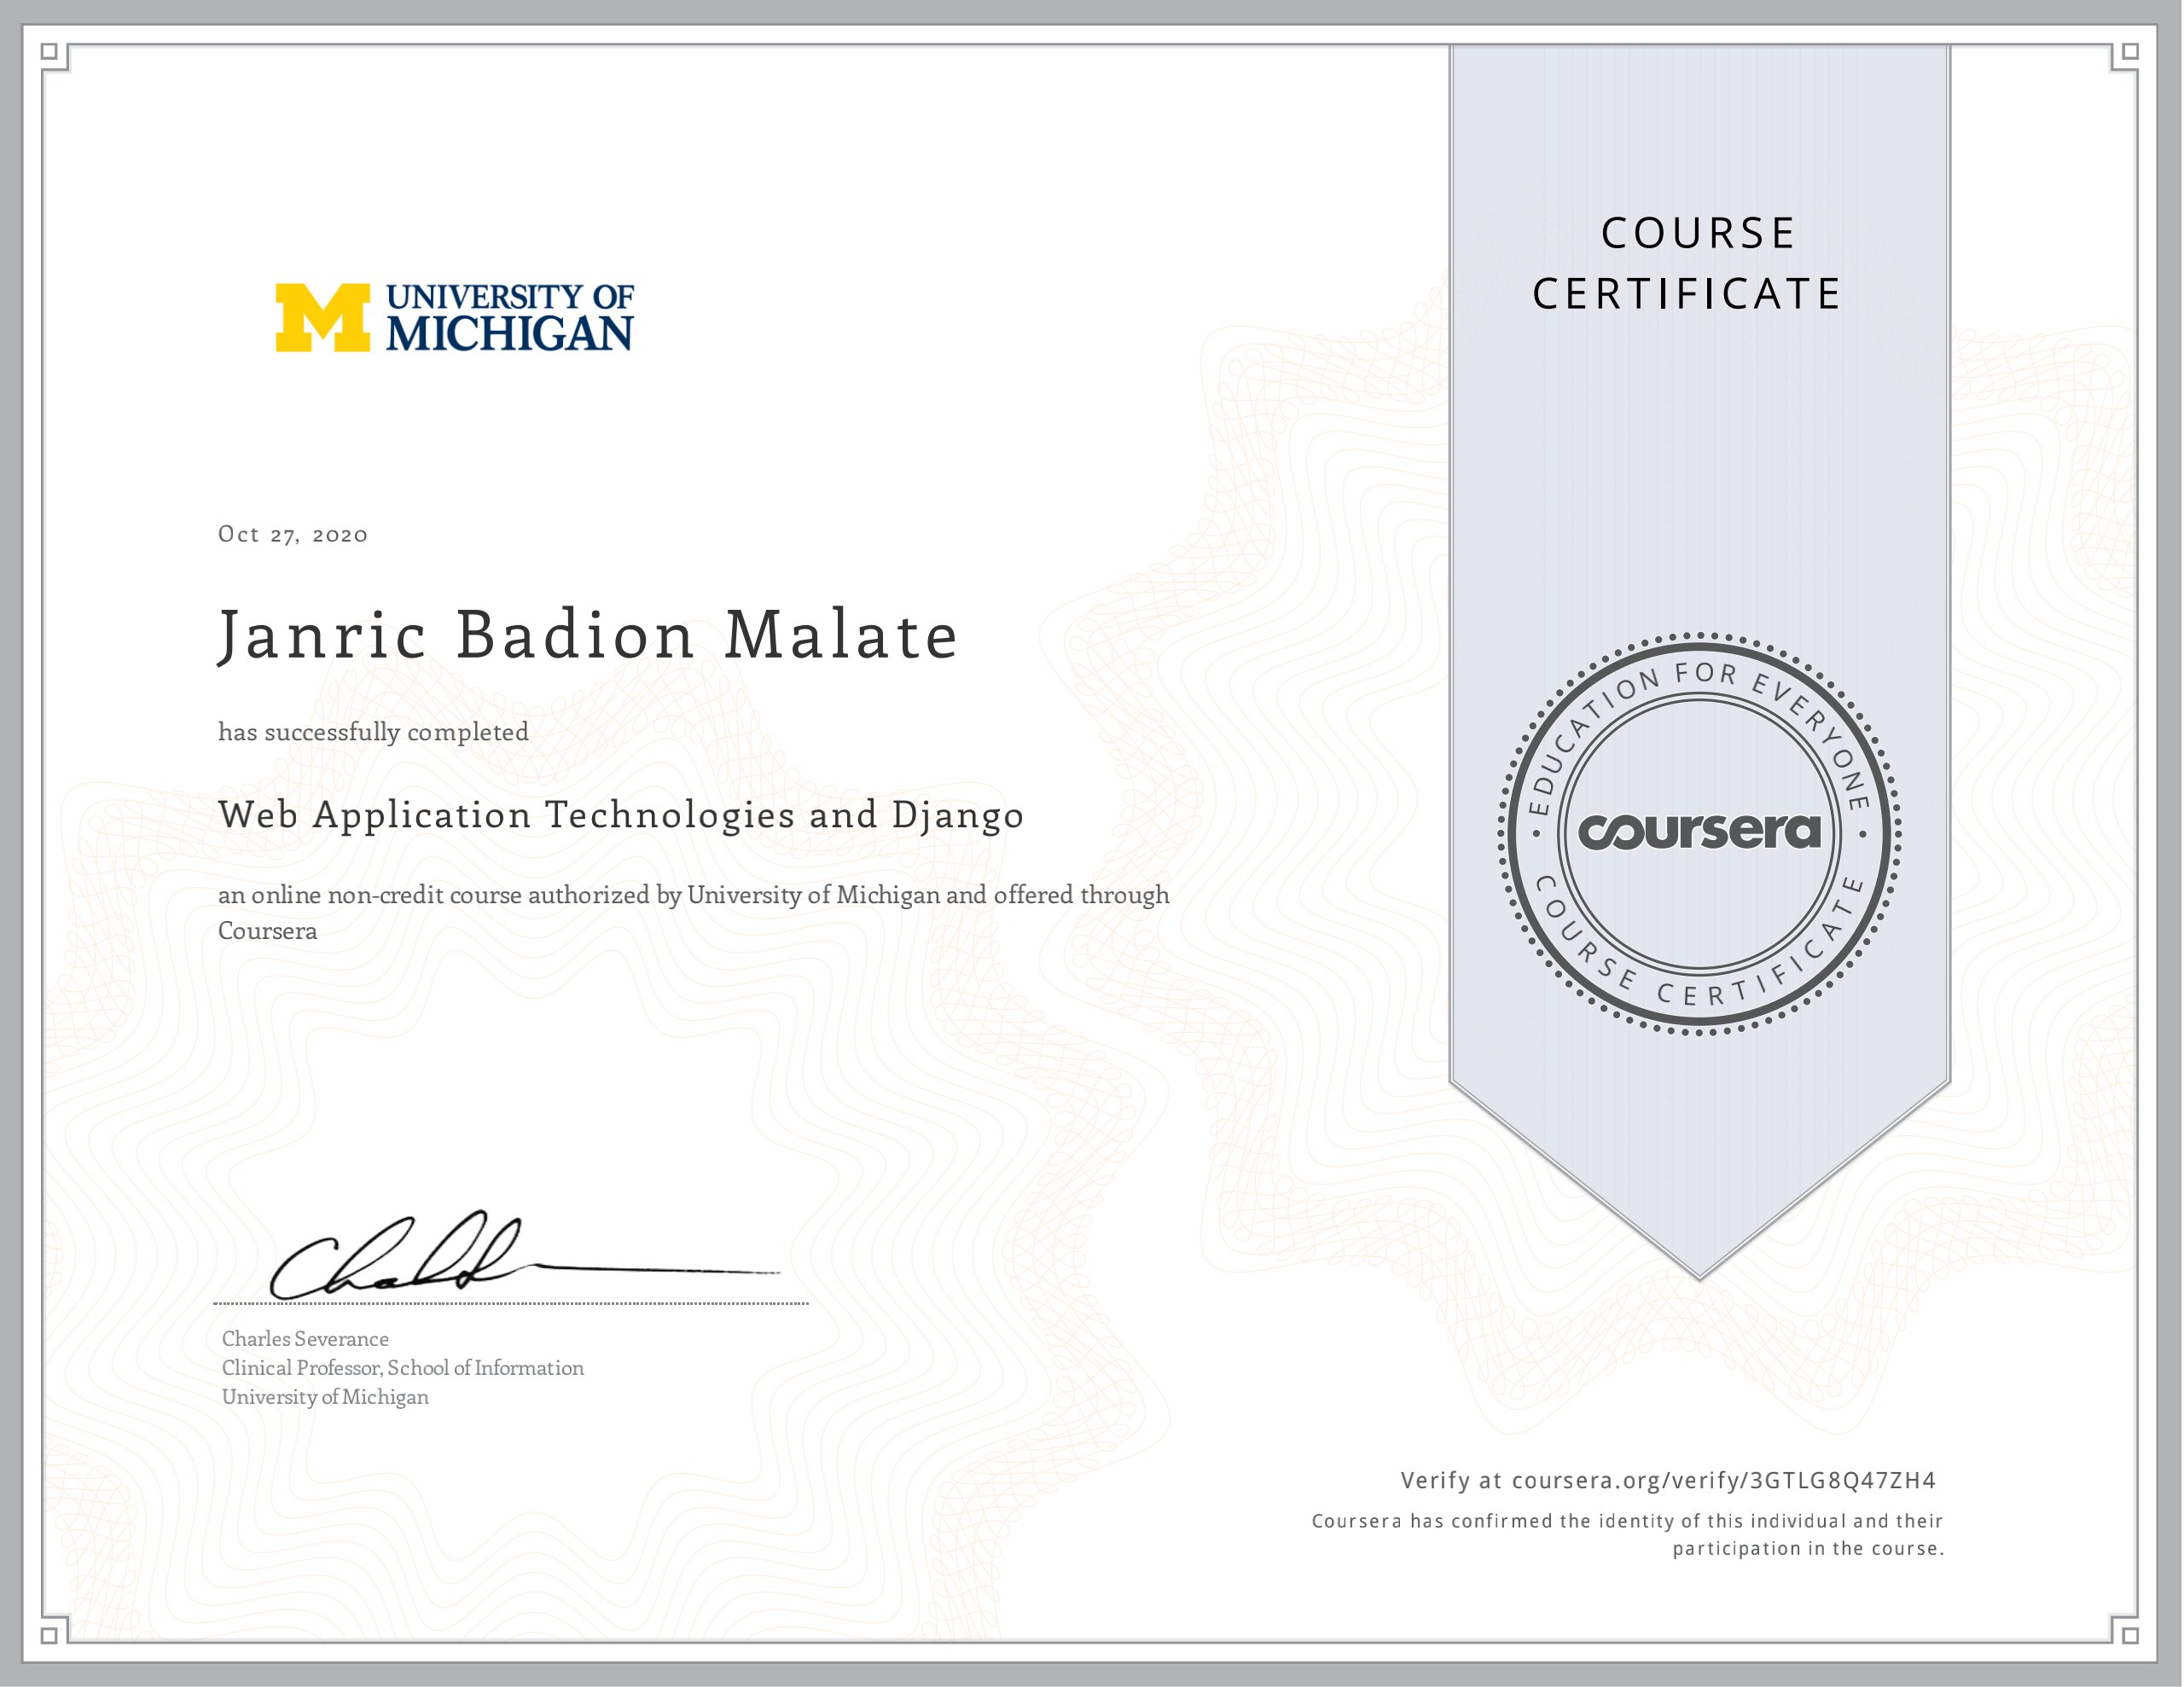 UNIVERSITY OF
MICHIGAN
COURSE
CERTIFICATE
Oct 27, 2020
Janric Badion Malate
has successfully completed
Web Application Technologies and Django
an online non-credit course authorized by University of Michigan and offered through
Coursera
EDUCATION FOR EVERYONE
coursera
COURSE CERTIFICATE
Charles Severance
Clinical Professor, School of Information
University of Michigan
Verify at coursera.org/verify/3GTLG8Q47ZH4
Coursera has confirmed the identity of this individual and their
participation in the course.